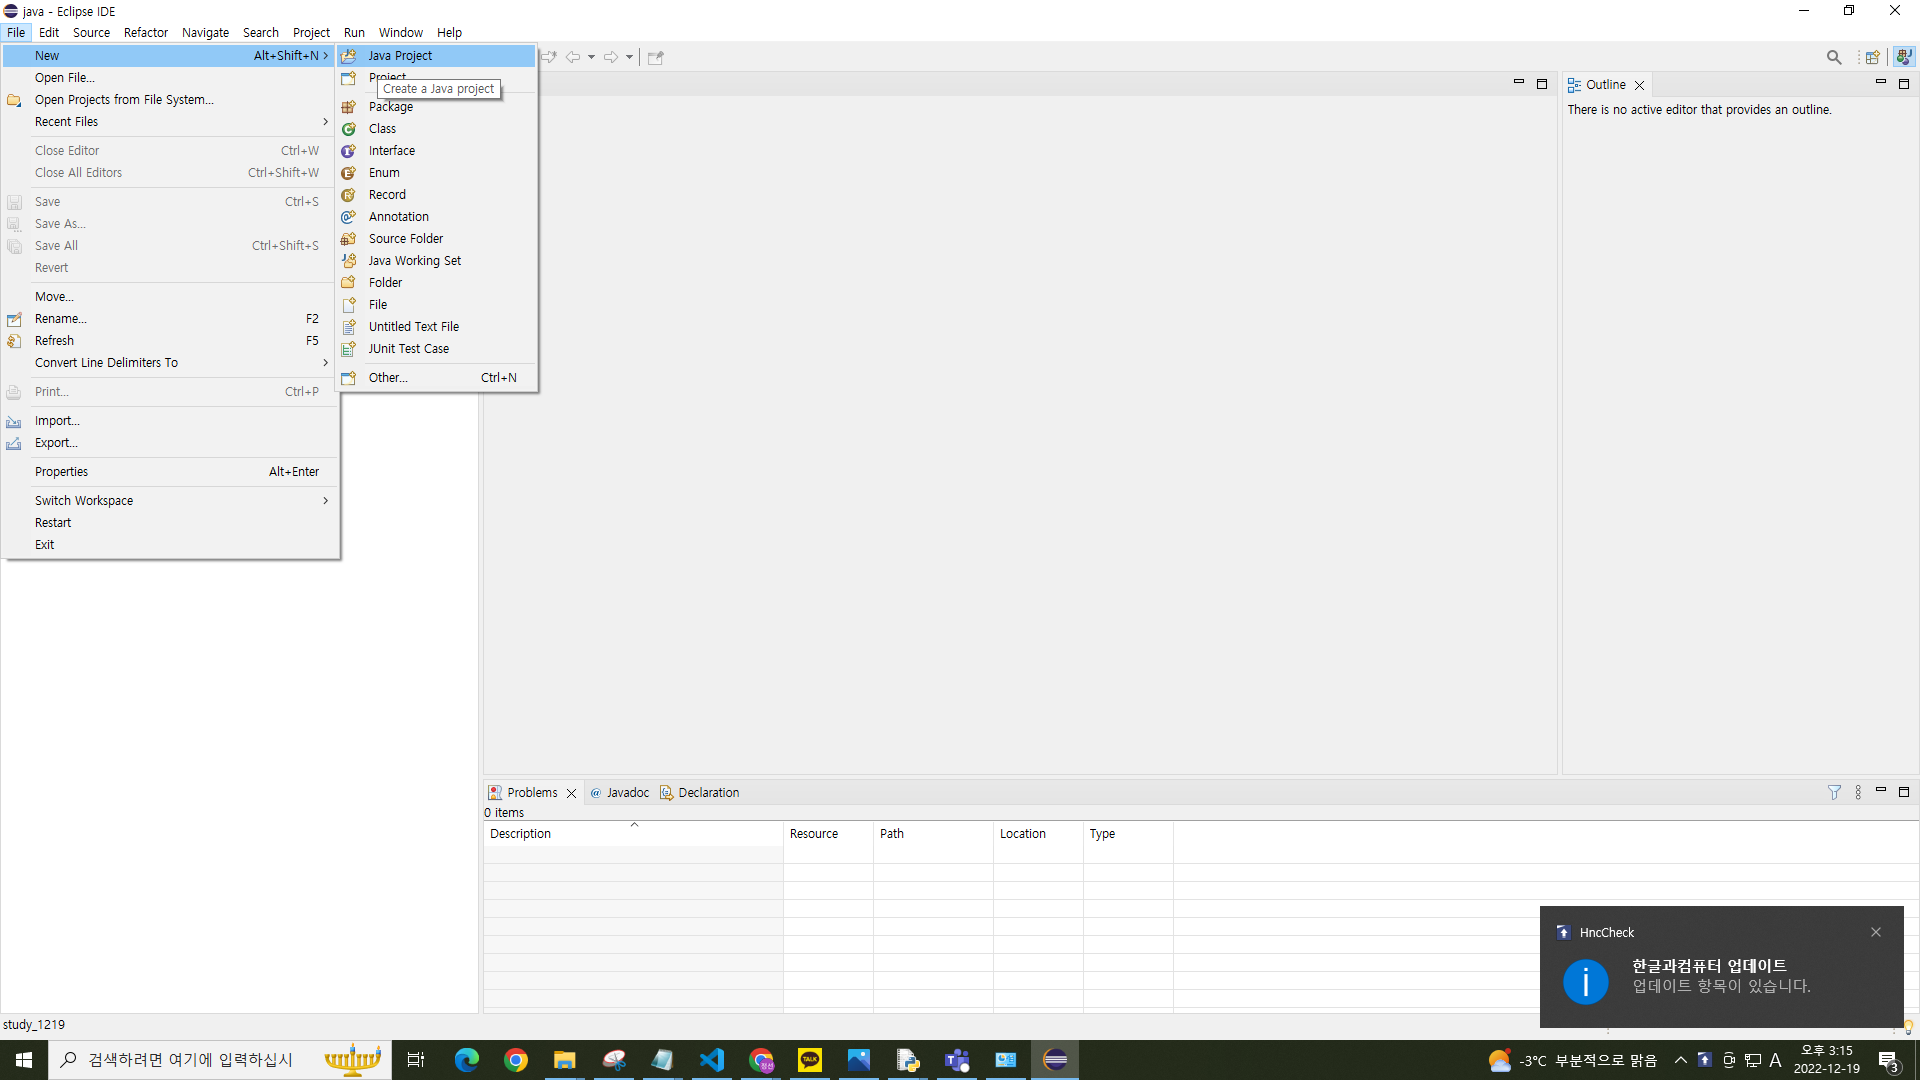 java - Eclipse IDE
File Edit Source Refactor Navigate Search Project Run Window Help
New Alt+Shift+N
Open File...
Open Projects from File System...
Recent Files
Close Editor Ctrl+W
Close All Editors Ctrl+Shift+W
Save Ctrl+S
Save As...
Save All Ctrl+Shift+S
Revert
Move...
Rename... F2
Refresh F5
Convert Line Delimiters To
Print... Ctrl+P
Import...
Export...
Properties Alt+Enter
Switch Workspace
Restart
Exit
Java Project
Project...
Create a Java project
Package
Class
Interface
Enum
Record
Annotation
Source Folder
Java Working Set
Folder
File
Untitled Text File
JUnit Test Case
Other... Ctrl+N
Outline
There is no active editor that provides an outline.
Problems Javadoc Declaration
0 items
Description Resource Path Location Type
HncCheck
한글과컴퓨터 업데이트
업데이트 항목이 있습니다.
study_1219
검색하려면 여기에 입력하십시
TALK
-3°C 부분적으로 맑음
A
오후 3:15
2022-12-19
3